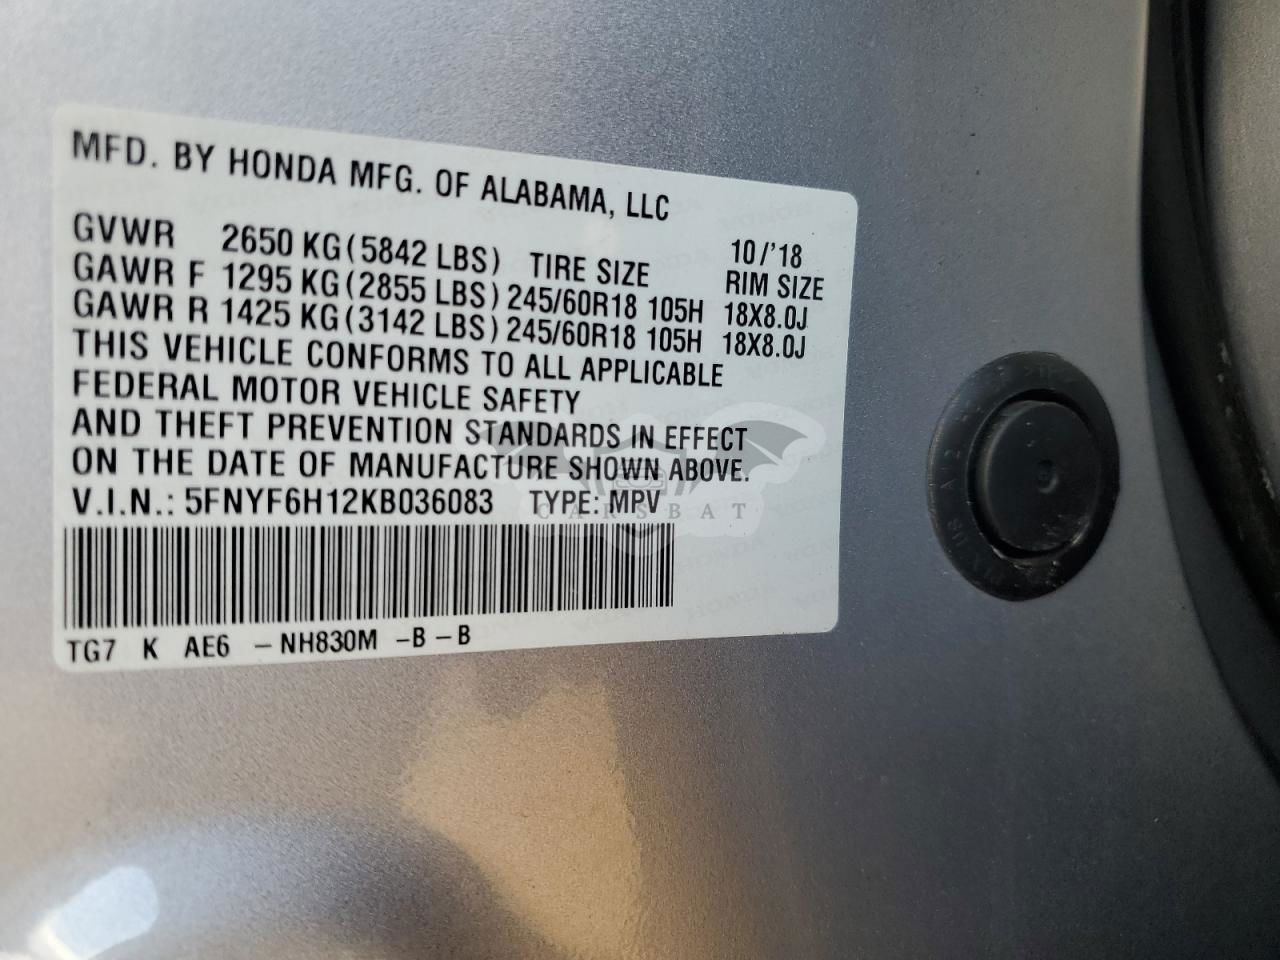 MFD. BY HONDA MFG. OF ALABAMA, LLC
10/'18
GVWR 2650 KG (5842 LBS) TIRE SIZE RIM SIZE
GAWR F 1295 KG (2855 LBS) 245/60R18 105H 18X8.0J
GAWR R 1425 KG (3142 LBS) 245/60R18 105H 18X8.0J
THIS VEHICLE CONFORMS TO ALL APPLICABLE
FEDERAL MOTOR VEHICLE SAFETY
AND THEFT PREVENTION STANDARDS IN EFFECT
ON THE DATE OF MANUFACTURE SHOWN ABOVE.
V.I.N.: 5FNYF6H12KB036083 TYPE: MPV
CARSBAT
TG7 K AE6 -NH830M -B-B